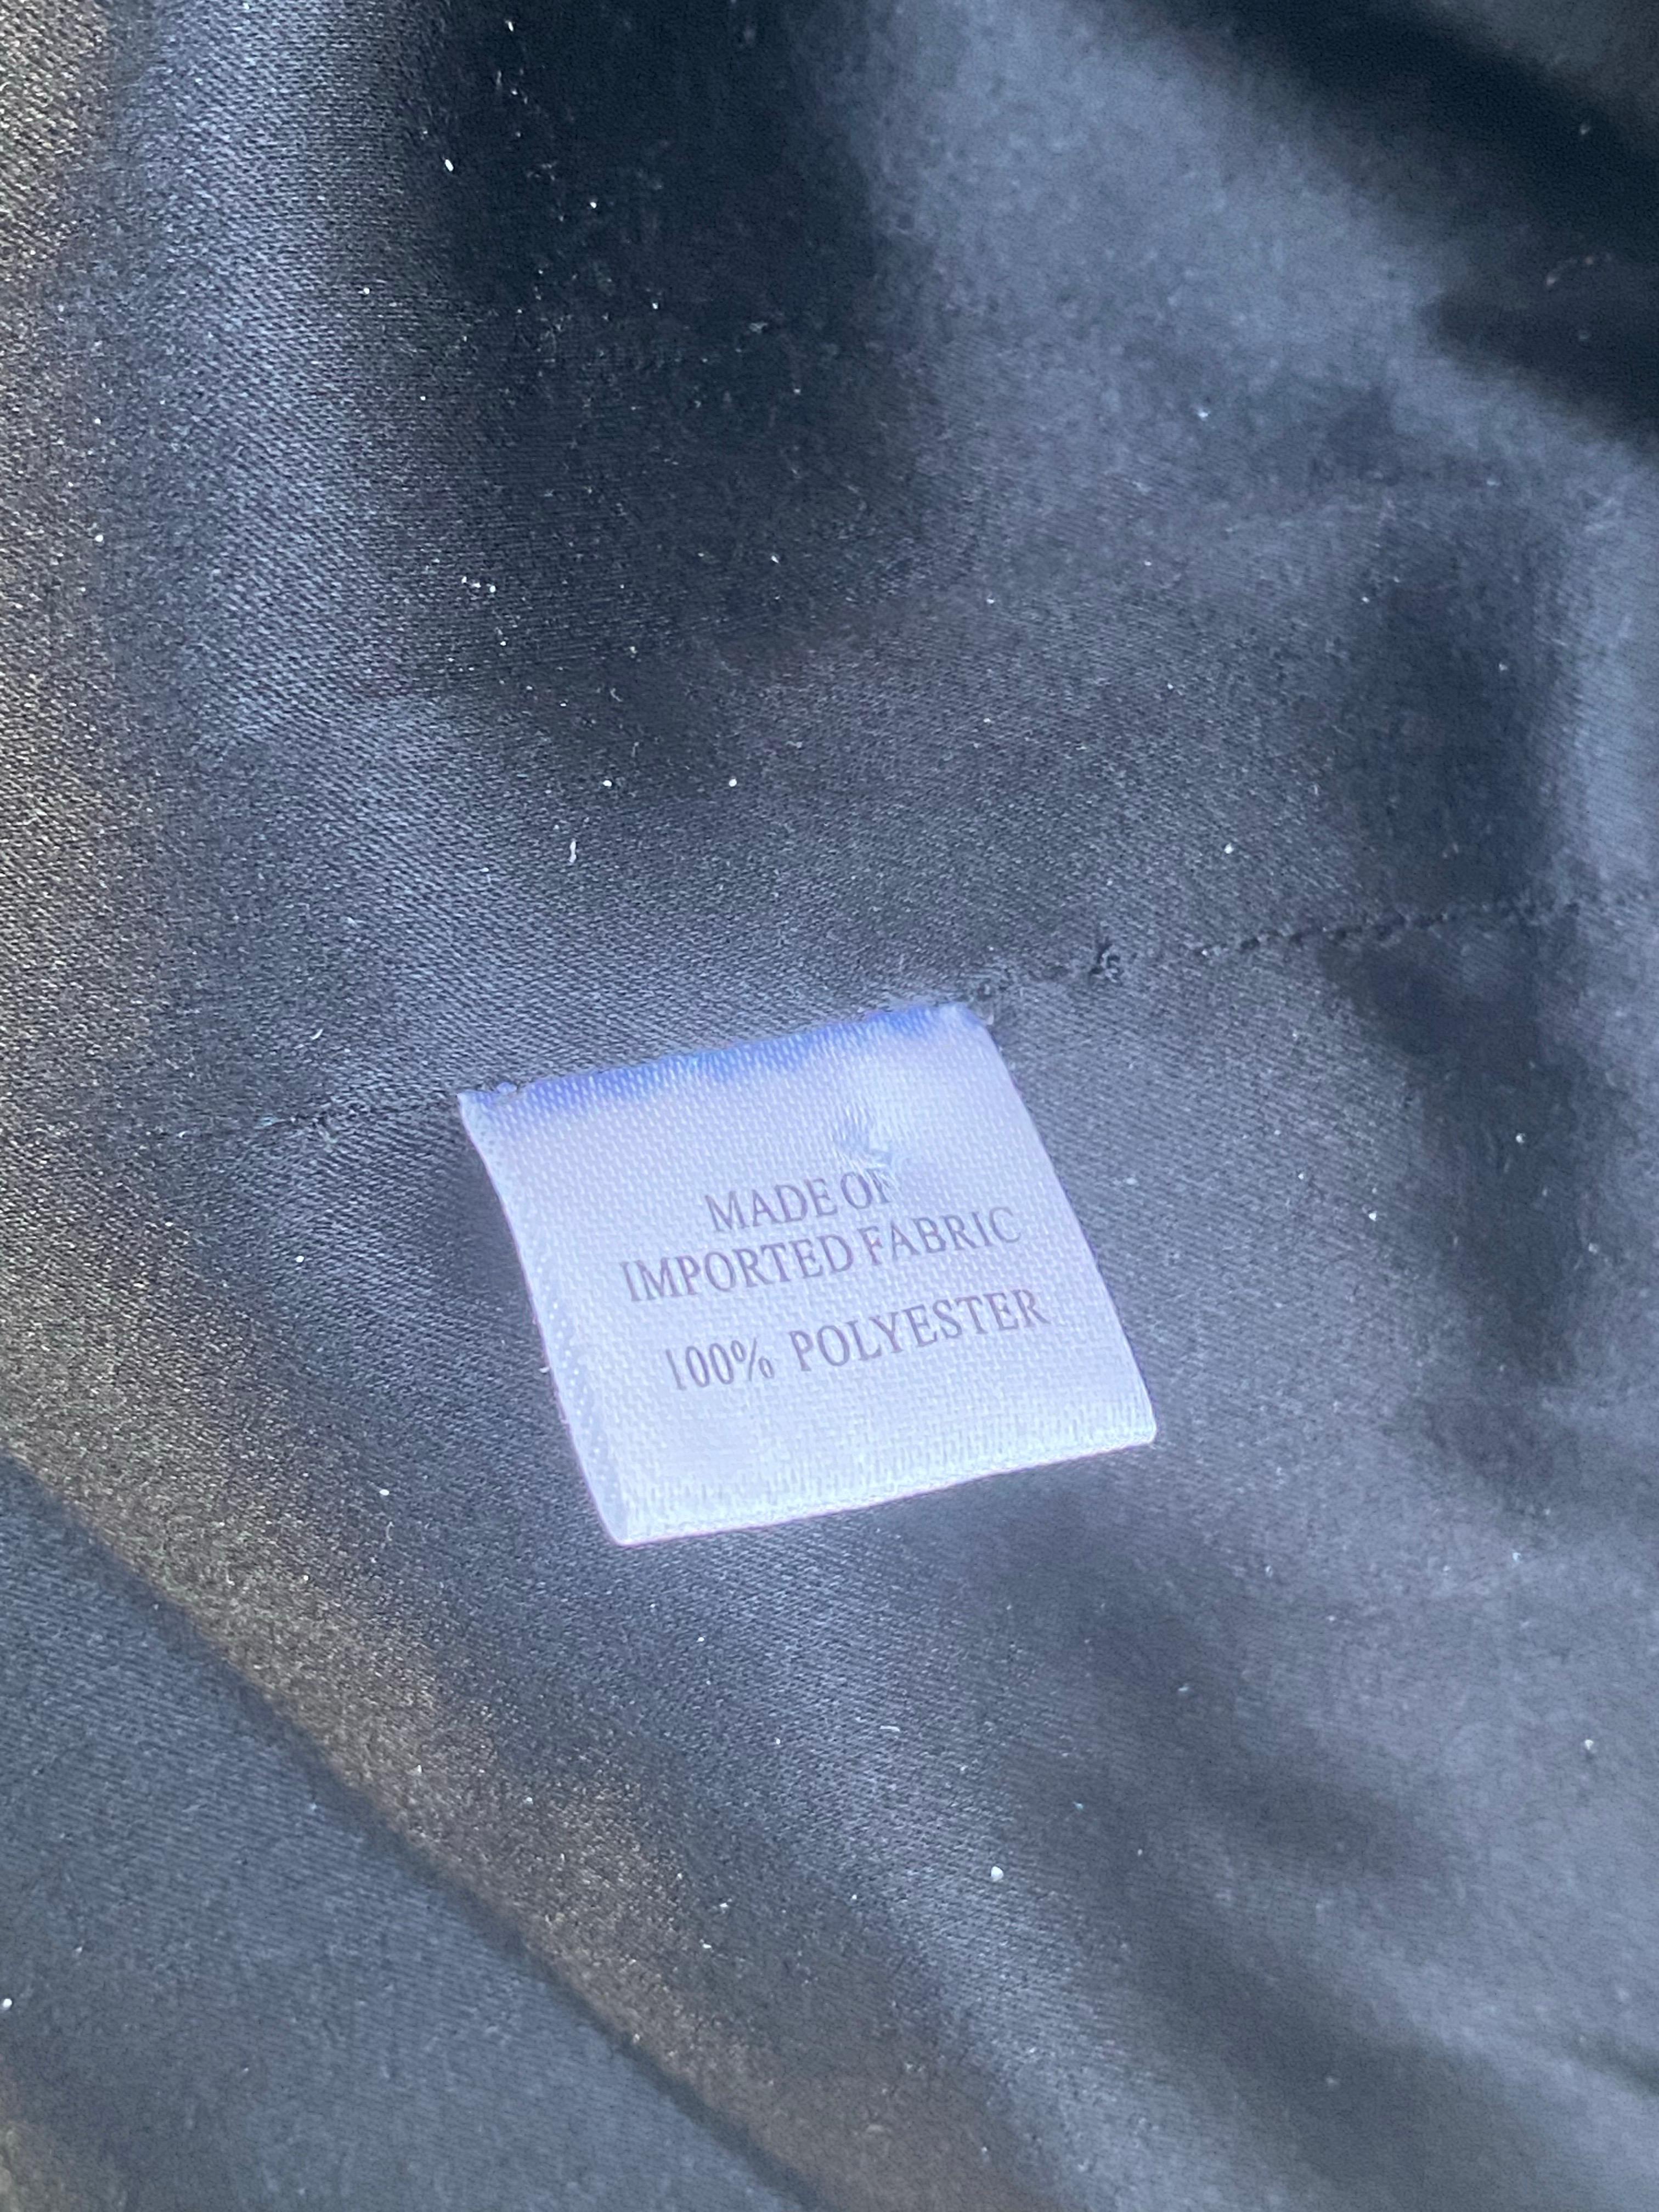 MADE OF
IMPORTED FABRIC
100% POLYESTER